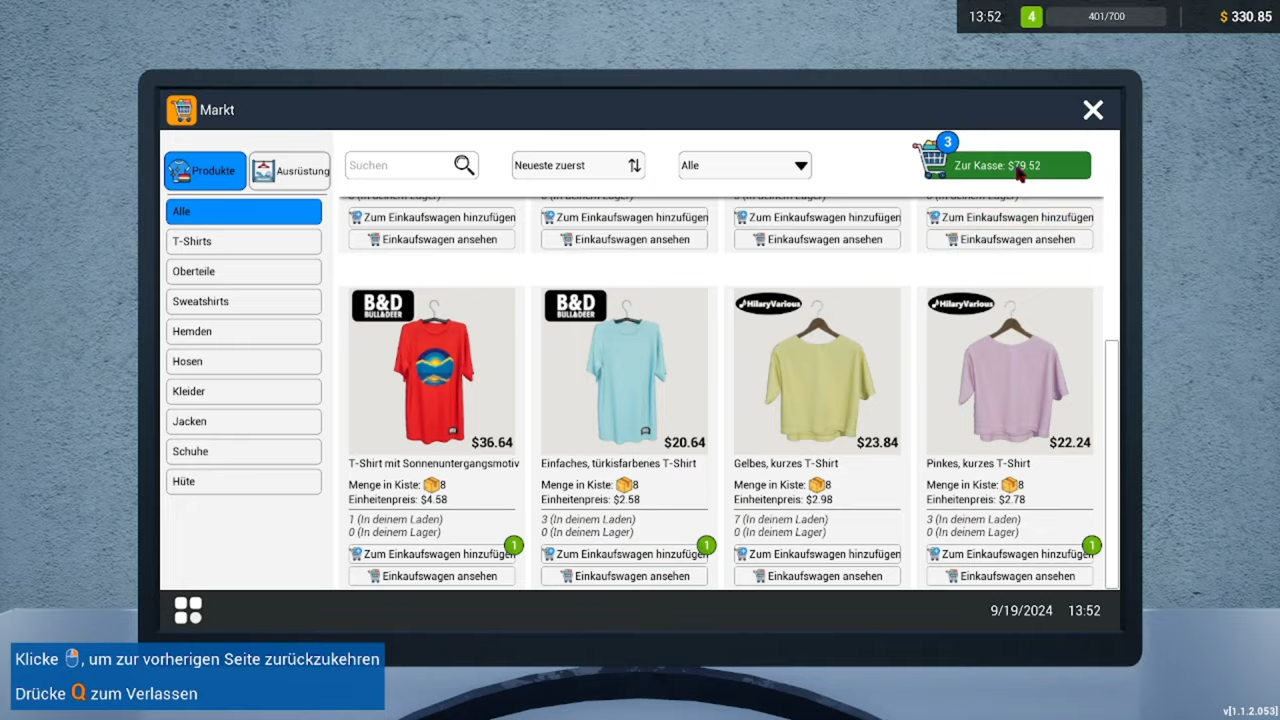 13:52 4 401/700 $ 330.85
Markt
Produkte Ausrüstung
Suchen Neueste zuerst Alle 3 Zur Kasse: $79.52
Alle
T-Shirts
Oberteile
Sweatshirts
Hemden
Hosen
Kleider
Jacken
Schuhe
Hüte
Zum Einkaufswagen hinzufügen Zum Einkaufswagen hinzufügen Zum Einkaufswagen hinzufügen Zum Einkaufswagen hinzufügen
Einkaufswagen ansehen Einkaufswagen ansehen Einkaufswagen ansehen Einkaufswagen ansehen
B&D
BULL&DEER
$36.64
T-Shirt mit Sonnenuntergangsmotiv
Menge in Kiste: 8
Einheitenpreis: $4.58
1 (In deinem Laden)
0 (In deinem Lager)
1
Zum Einkaufswagen hinzufügen
Einkaufswagen ansehen
B&D
BULL&DEER
$20.64
Einfaches, türkisfarbenes T-Shirt
Menge in Kiste: 8
Einheitenpreis: $2.58
3 (In deinem Laden)
0 (In deinem Lager)
1
Zum Einkaufswagen hinzufügen
Einkaufswagen ansehen
HilaryVarious
$23.84
Gelbes, kurzes T-Shirt
Menge in Kiste: 8
Einheitenpreis: $2.98
7 (In deinem Laden)
0 (In deinem Lager)
Zum Einkaufswagen hinzufügen
Einkaufswagen ansehen
HilaryVarious
$22.24
Pinkes, kurzes T-Shirt
Menge in Kiste: 8
Einheitenpreis: $2.78
3 (In deinem Laden)
0 (In deinem Lager)
1
Zum Einkaufswagen hinzufügen
Einkaufswagen ansehen
9/19/2024 13:52
Klicke , um zur vorherigen Seite zurückzukehren
Drücke Q zum Verlassen
v[1.1.2.053]